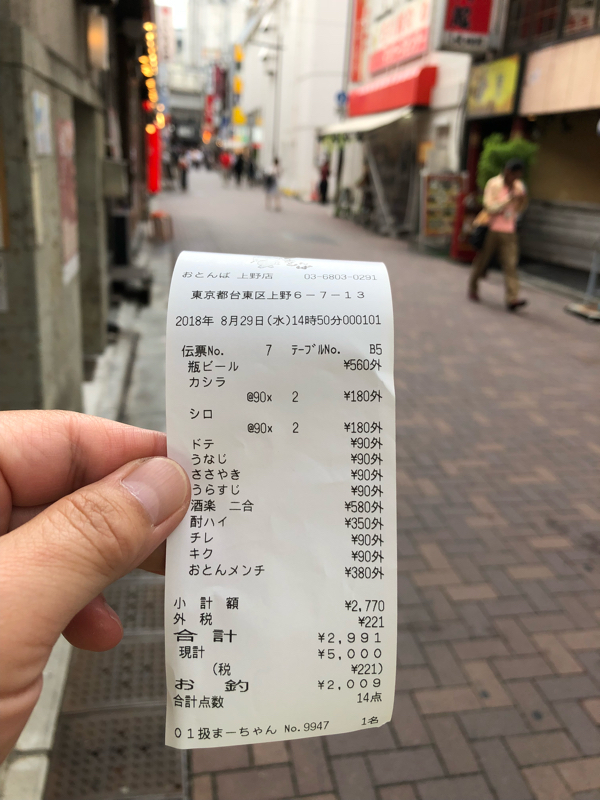 おとんば 上野店　03-6803-0291
東京都台東区上野６－７－１３
2018年 8月29日(水)14時50分000101
伝票No.　7　ﾃｰﾌﾞﾙNo.　B5
瓶ビール　¥560外
カシラ
@90x　2　¥180外
シロ
@90x　2　¥180外
ドテ　¥90外
うなじ　¥90外
ささやき　¥90外
うらすじ　¥90外
酒楽　二合　¥580外
酎ハイ　¥350外
チレ　¥90外
キク　¥90外
おとんメンチ　¥380外
小 計 額　¥2,770
外 税　¥221
合 計　¥2,991
現計　¥5,000
(税　¥221)
お 釣　¥2,009
合計点数　14点
０１扱まーちゃん No.9947　1名